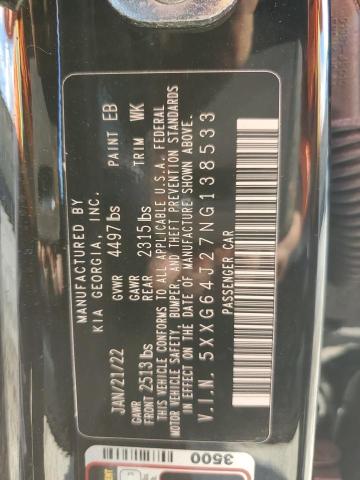 MANUFACTURED BY
KIA GEORGIA, INC.
JAN/21/22 GVWR 4497 lbs PAINT EB
GAWR FRONT 2513 lbs GAWR REAR 2315 lbs TRIM WK
THIS VEHICLE CONFORMS TO ALL APPLICABLE U.S.A. FEDERAL
MOTOR VEHICLE SAFETY, BUMPER, AND THEFT PREVENTION STANDARDS
IN EFFECT ON THE DATE OF MANUFACTURE SHOWN ABOVE.
V.I.N. 5XXG64J27NG138533
PASSENGER CAR
3500